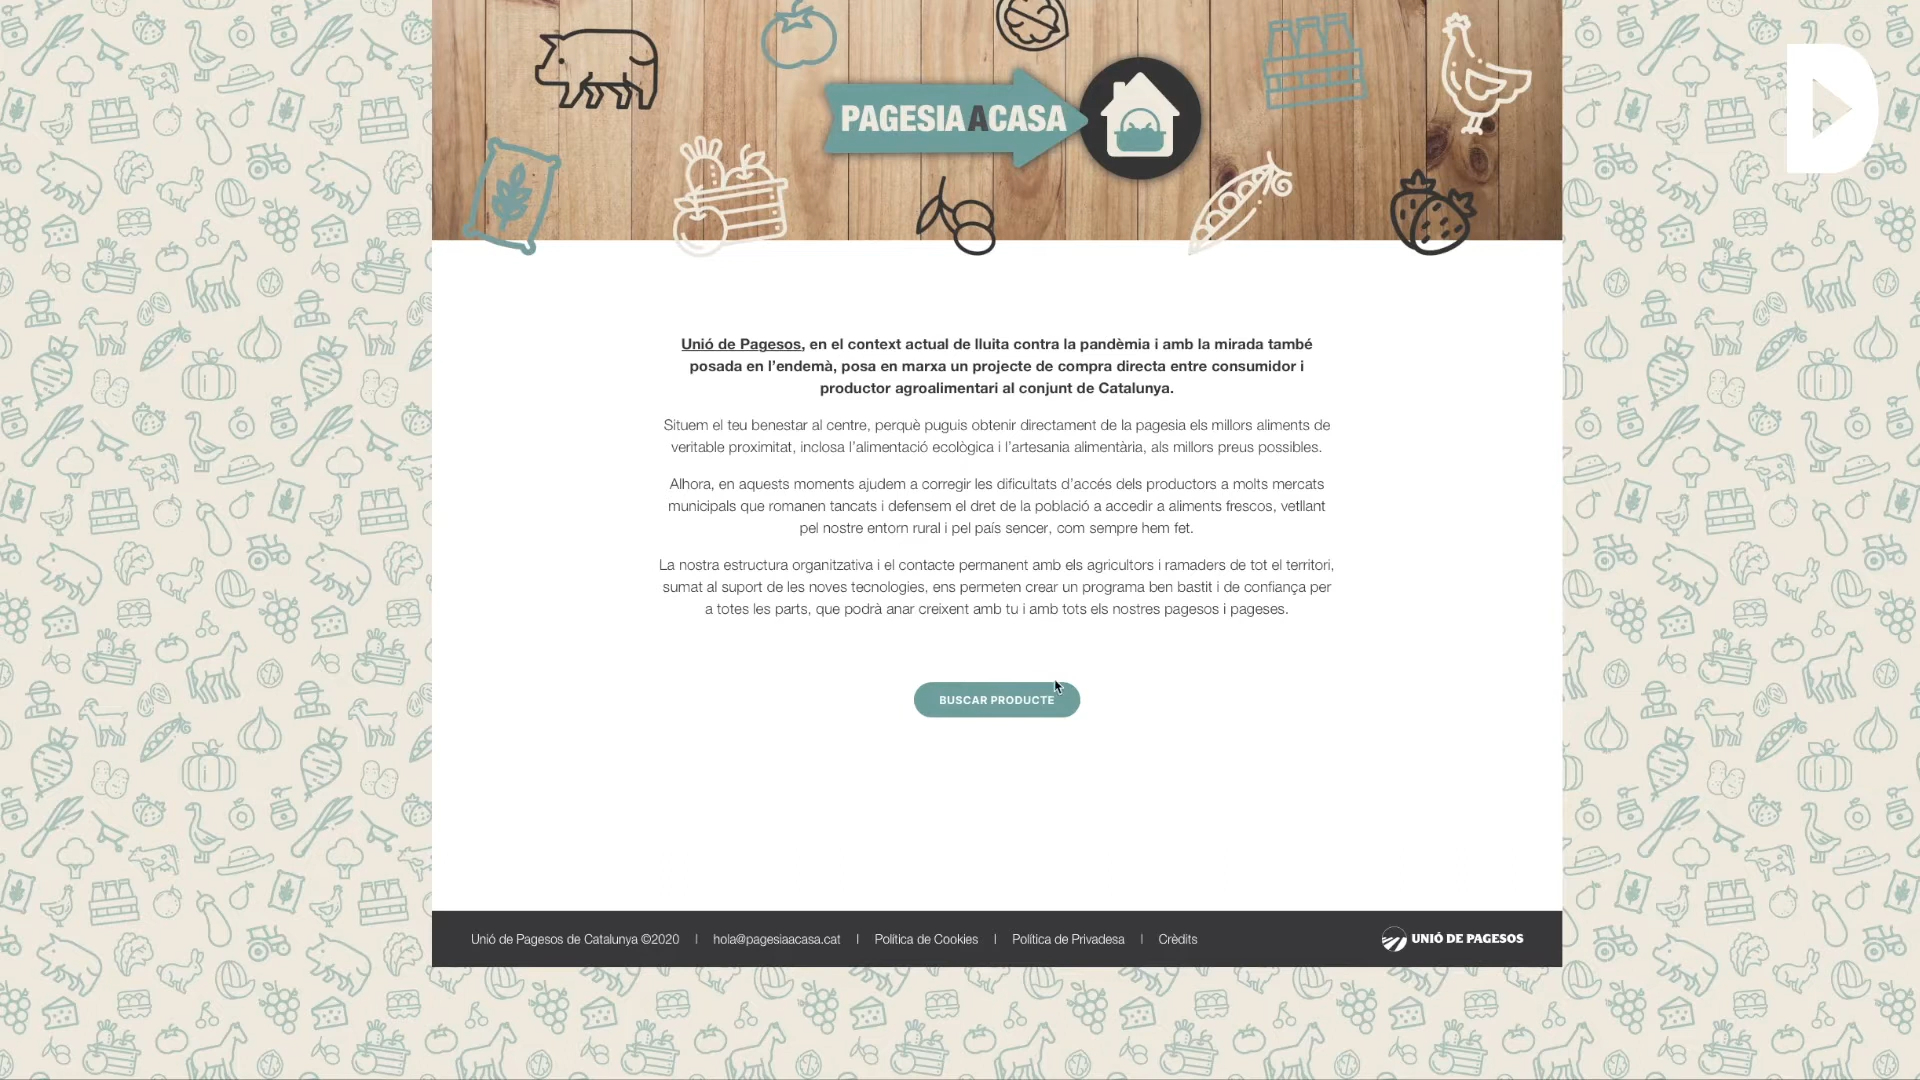 PAGESIA A CASA
Unió de Pagesos, en el context actual de lluita contra la pandèmia i amb la mirada també
posada en l'endemà, posa en marxa un projecte de compra directa entre consumidor i
productor agroalimentari al conjunt de Catalunya.
Situem el teu benestar al centre, perquè puguis obtenir directament de la pagesia els millors aliments de
veritable proximitat, inclosa l'alimentació ecològica i l'artesania alimentària, als millors preus possibles.
Alhora, en aquests moments ajudem a corregir les dificultats d'accés dels productors a molts mercats
municipals que romanen tancats i defensem el dret de la població a accedir a aliments frescos, vetllant
pel nostre entorn rural i pel país sencer, com sempre hem fet.
La nostra estructura organitzativa i el contacte permanent amb els agricultors i ramaders de tot el territori,
sumat al suport de les noves tecnologies, ens permeten crear un programa ben bastit i de confiança per
a totes les parts, que podrà anar creixent amb tu i amb tots els nostres pagesos i pageses.
BUSCAR PRODUCTE
Unió de Pagesos de Catalunya ©2020 | hola@pagesiaacasa.cat | Política de Cookies | Política de Privadesa | Crèdits
UNIÓ DE PAGESOS